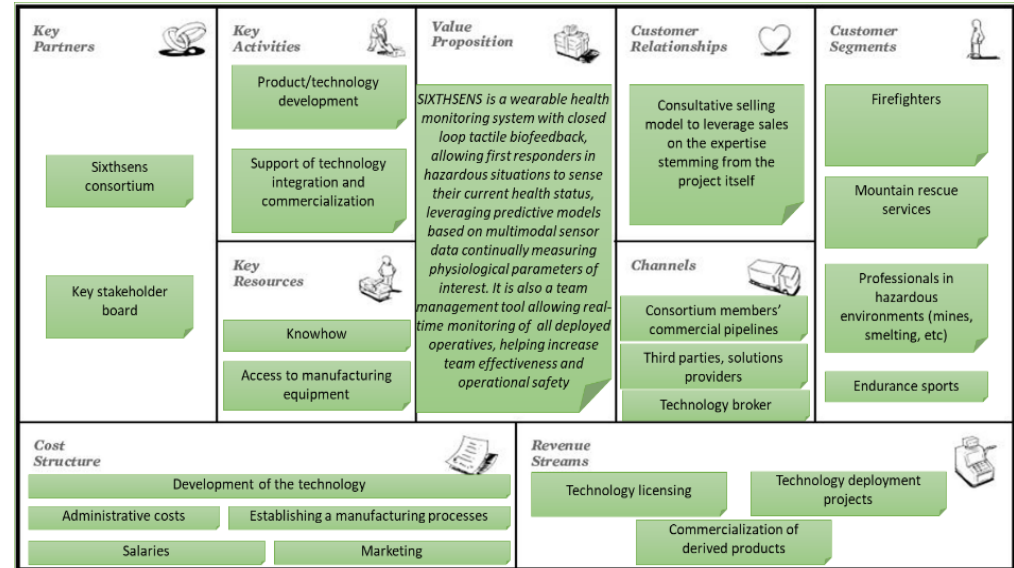 Key
Partners
Sixthsens
consortium
Key stakeholder
board
Key
Activities
Product/technology
development
Support of technology
integration and
commercialization
Key
Resources
Knowhow
Access to manufacturing
equipment
Value
Proposition
SIXTHSENS is a wearable health
monitoring system with closed
loop tactile biofeedback,
allowing first responders in
hazardous situations to sense
their current health status,
leveraging predictive models
based on multimodal sensor
data continually measuring
physiological parameters of
interest. It is also a team
management tool allowing real-
time monitoring of all deployed
operatives, helping increase
team effectiveness and
operational safety
Customer
Relationships
Consultative selling
model to leverage sales
on the expertise
stemming from the
project itself
Channels
Consortium members’
commercial pipelines
Third parties, solutions
providers
Technology broker
Customer
Segments
Firefighters
Mountain rescue
services
Professionals in
hazardous
environments (mines,
smelting, etc)
Endurance sports
Cost
Structure
Development of the technology
Administrative costs
Establishing a manufacturing processes
Salaries
Marketing
Revenue
Streams
Technology licensing
Technology deployment
projects
Commercialization of
derived products